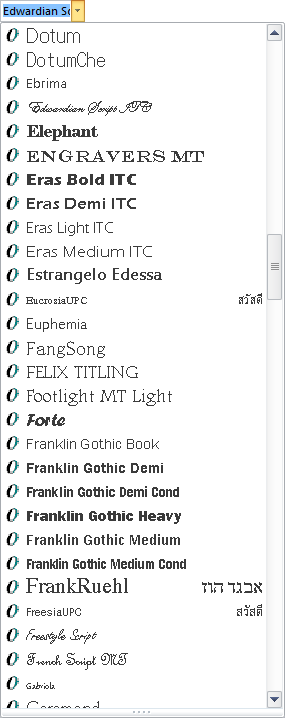 Edwardian Sc
Dotum
DotumChe
Ebrima
Edwardian Script ITC
Elephant
ENGRAVERS MT
Eras Bold ITC
Eras Demi ITC
Eras Light ITC
Eras Medium ITC
Estrangelo Edessa
EucrosiaUPC สวัสดี
Euphemia
FangSong
FELIX TITLING
Footlight MT Light
Forte
Franklin Gothic Book
Franklin Gothic Demi
Franklin Gothic Demi Cond
Franklin Gothic Heavy
Franklin Gothic Medium
Franklin Gothic Medium Cond
FrankRuehl אבגד הוז
FreesiaUPC สวัสดี
Freestyle Script
French Script MT
Gabriola
Garamond